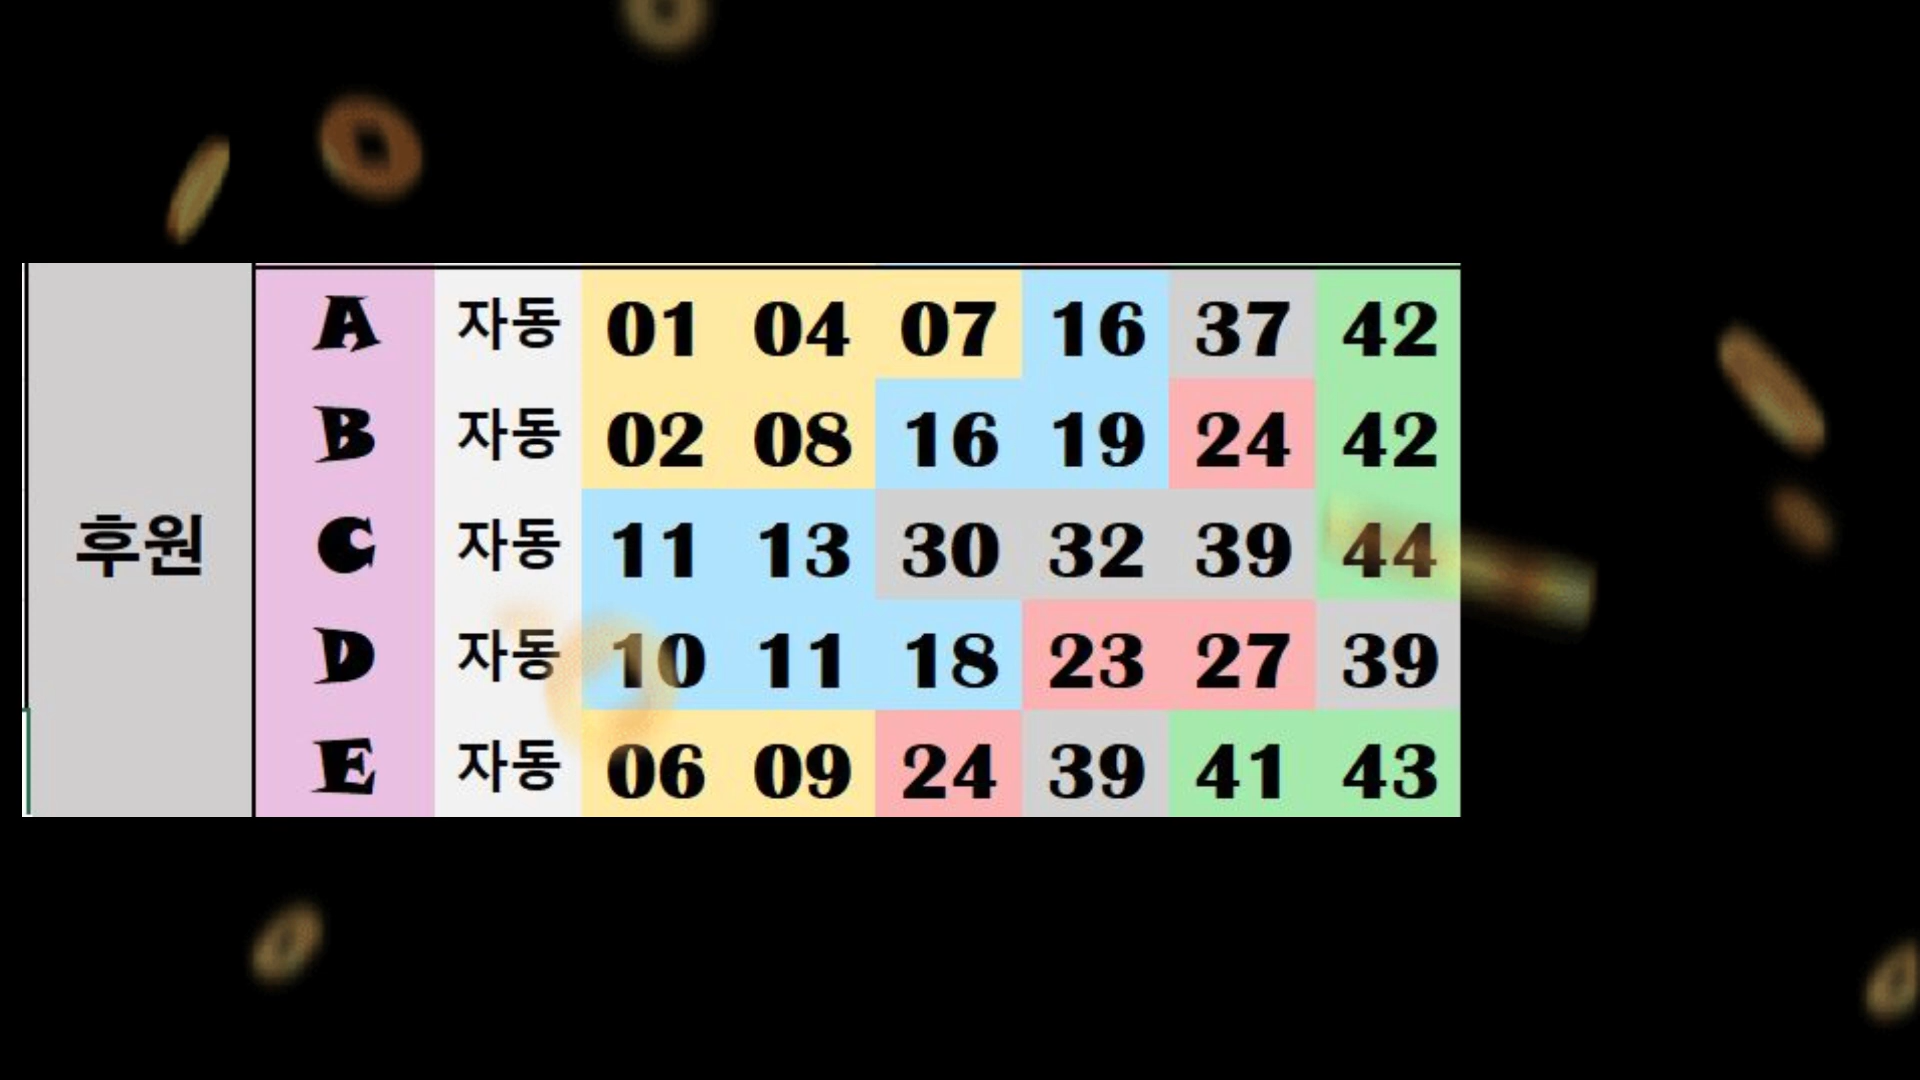 A 자동 01 04 07 16 37 42
B 자동 02 08 16 19 24 42
후원 C 자동 11 13 30 32 39 44
D 자동 10 11 18 23 27 39
E 자동 06 09 24 39 41 43